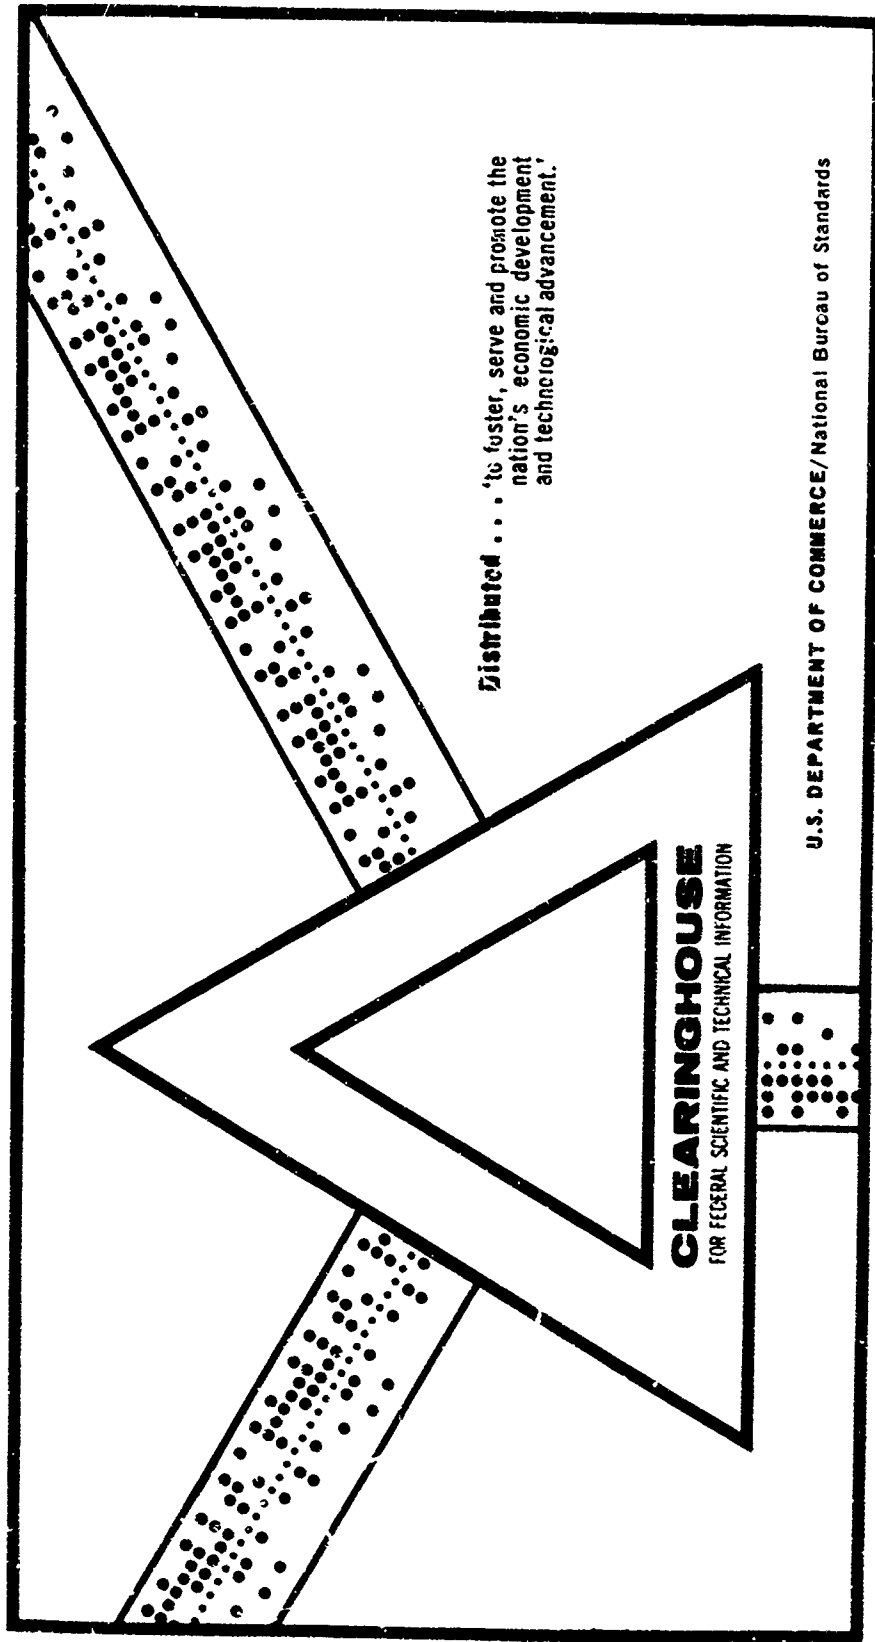 Distributed . . . 'to foster, serve and promote the
nation's economic development
and technological advancement.'
CLEARINGHOUSE
FOR FEDERAL SCIENTIFIC AND TECHNICAL INFORMATION
U.S. DEPARTMENT OF COMMERCE/National Bureau of Standards